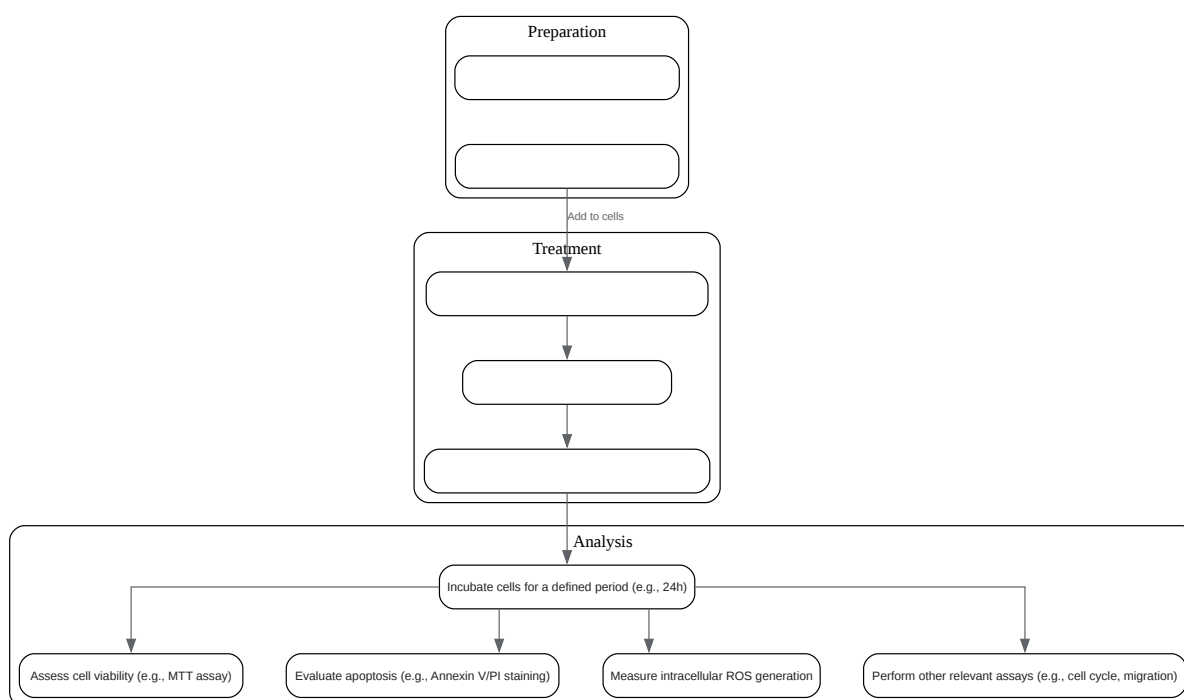 Preparation
Add to cells
Treatment
Analysis
Incubate cells for a defined period (e.g., 24h)
Assess cell viability (e.g., MTT assay)
Evaluate apoptosis (e.g., Annexin V/PI staining)
Measure intracellular ROS generation
Perform other relevant assays (e.g., cell cycle, migration)